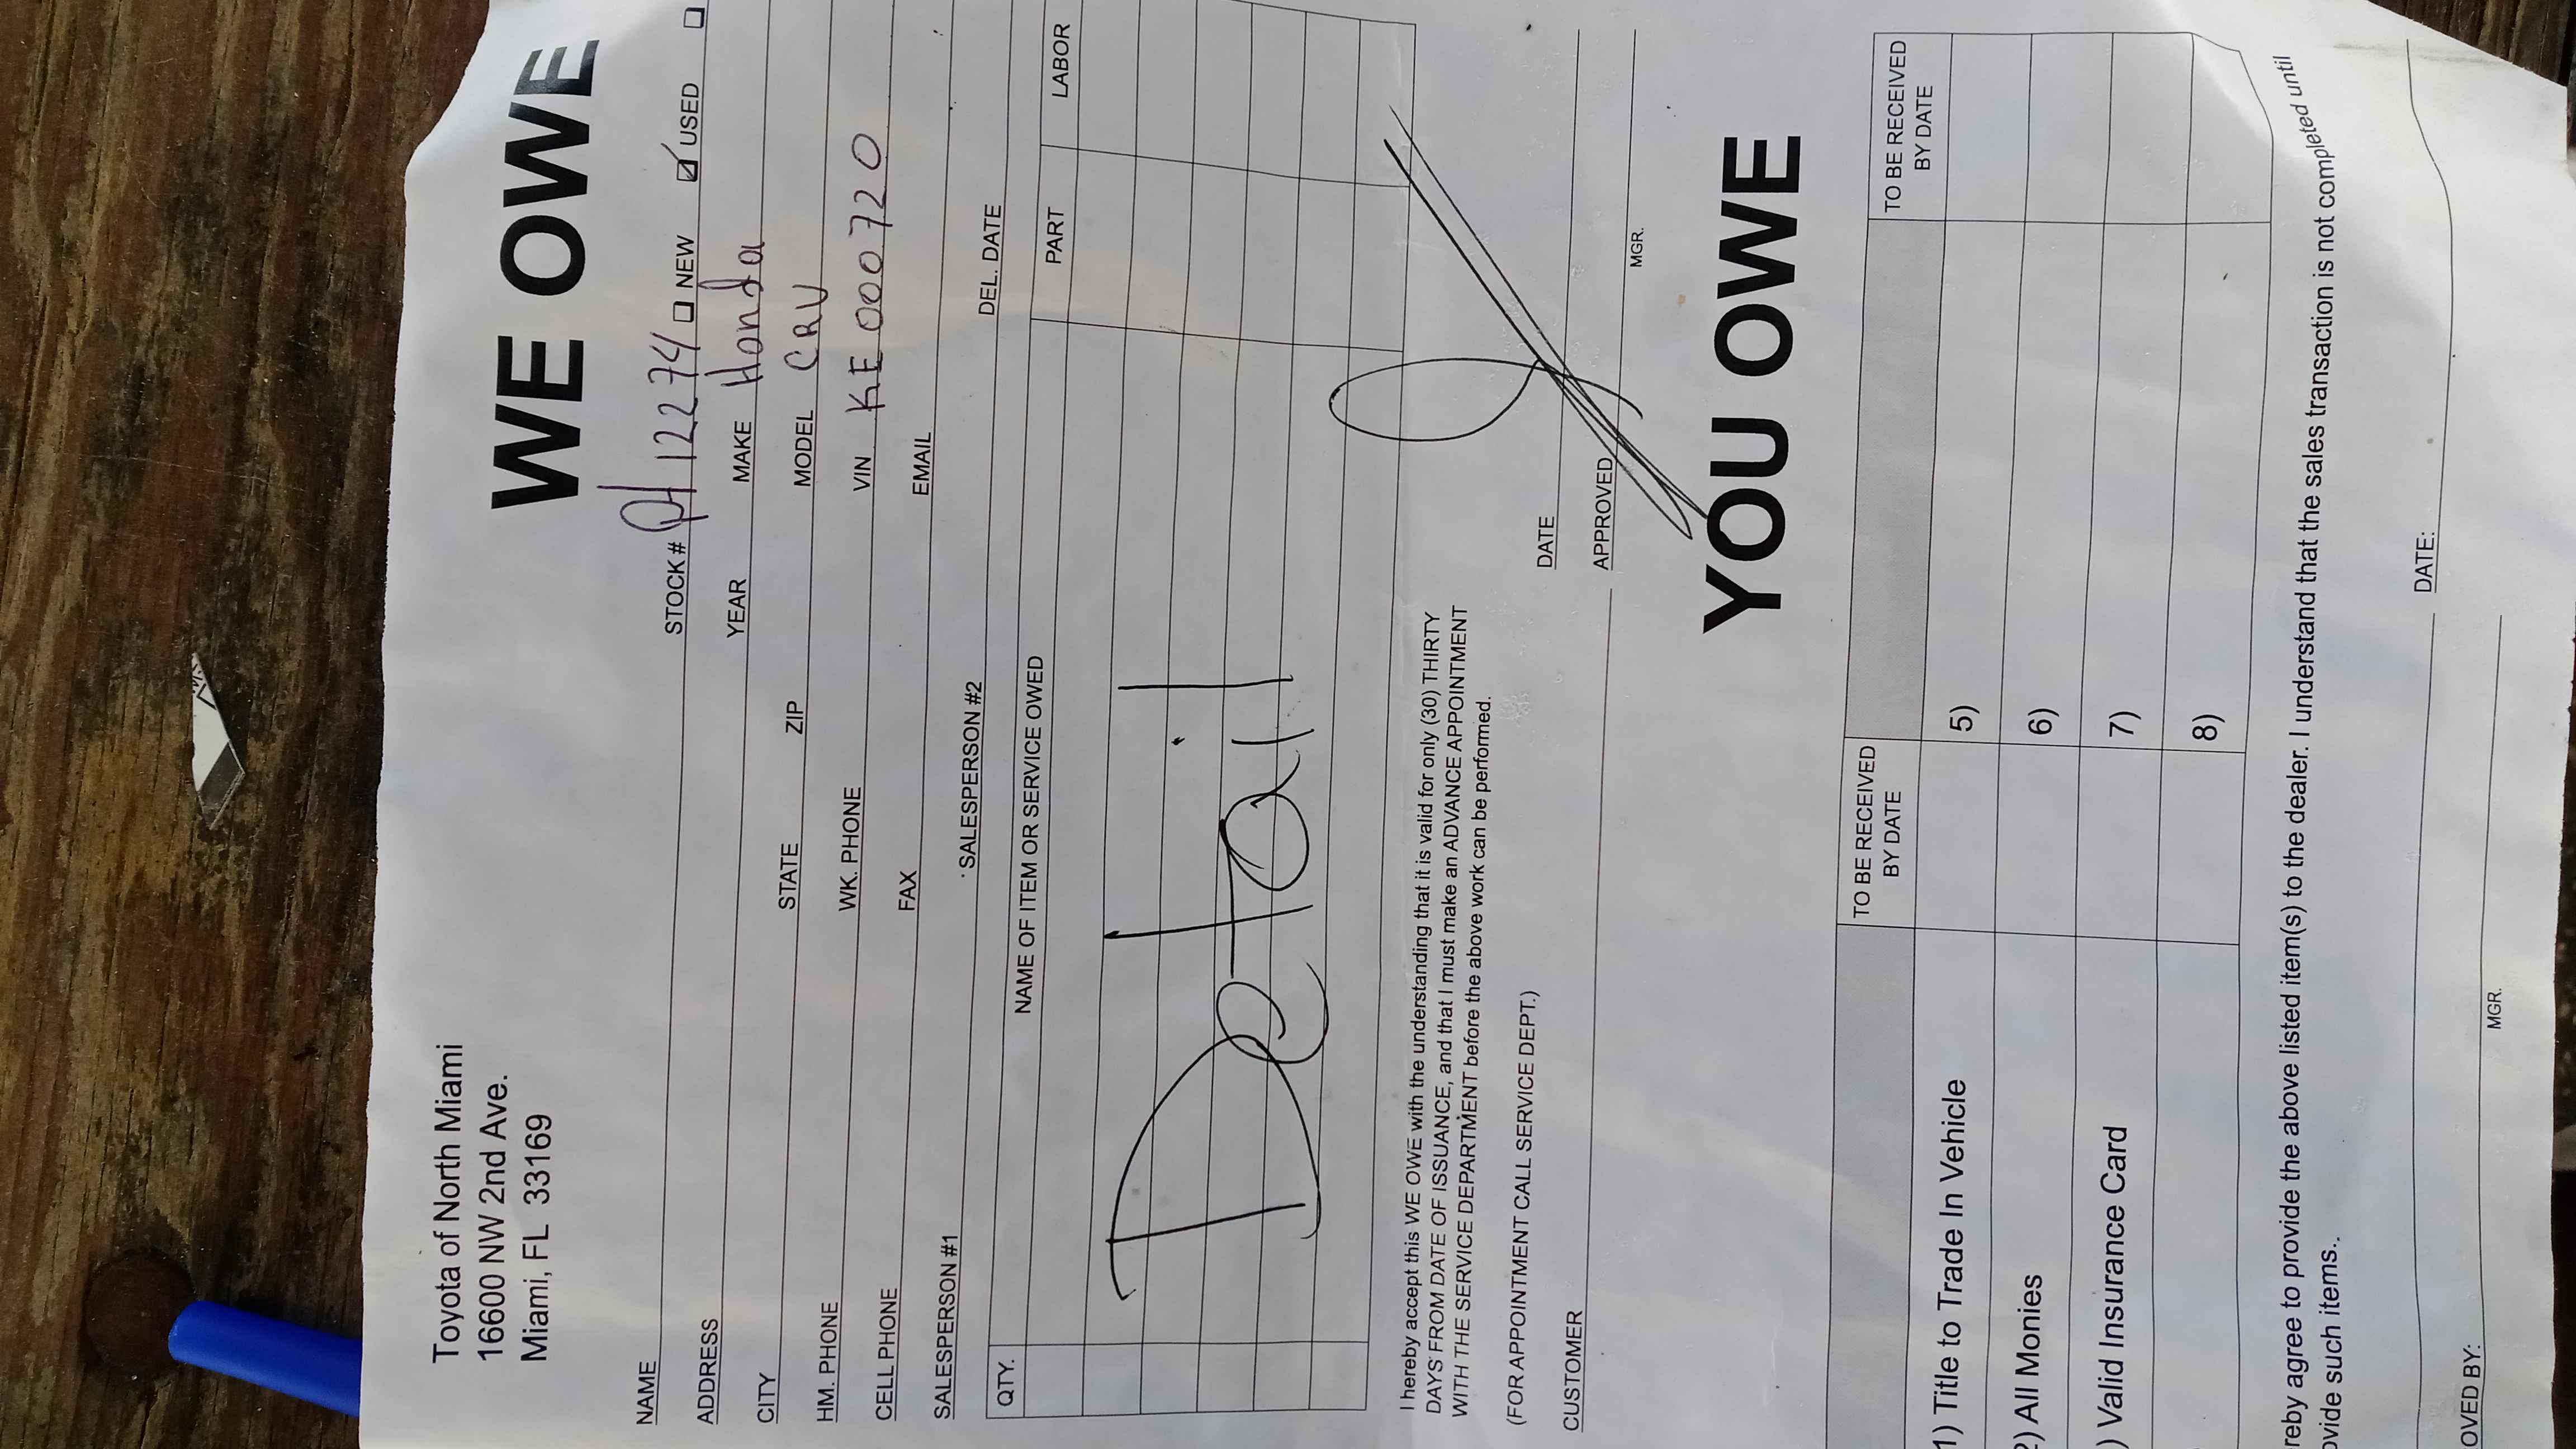 Toyota of North Miami
16600 NW 2nd Ave.
Miami, FL 33169
WE OWE
NAME STOCK # PH12274 ☐ NEW ☑ USED ☐
ADDRESS YEAR MAKE Honda
CITY STATE ZIP MODEL CRV
HM. PHONE WK. PHONE VIN KE000720
CELL PHONE FAX EMAIL
SALESPERSON #1 SALESPERSON #2 DEL. DATE
QTY. NAME OF ITEM OR SERVICE OWED PART LABOR
Detail
I hereby accept this WE OWE with the understanding that it is valid for only (30) THIRTY
DAYS FROM DATE OF ISSUANCE, and that I must make an ADVANCE APPOINTMENT
WITH THE SERVICE DEPARTMENT before the above work can be performed.
(FOR APPOINTMENT CALL SERVICE DEPT.) DATE
CUSTOMER APPROVED
MGR.
YOU OWE
TO BE RECEIVED BY DATE TO BE RECEIVED BY DATE
1) Title to Trade In Vehicle 5)
2) All Monies 6)
) Valid Insurance Card 7)
8)
reby agree to provide the above listed item(s) to the dealer. I understand that the sales transaction is not completed until
ovide such items.
DATE:
OVED BY:
MGR.